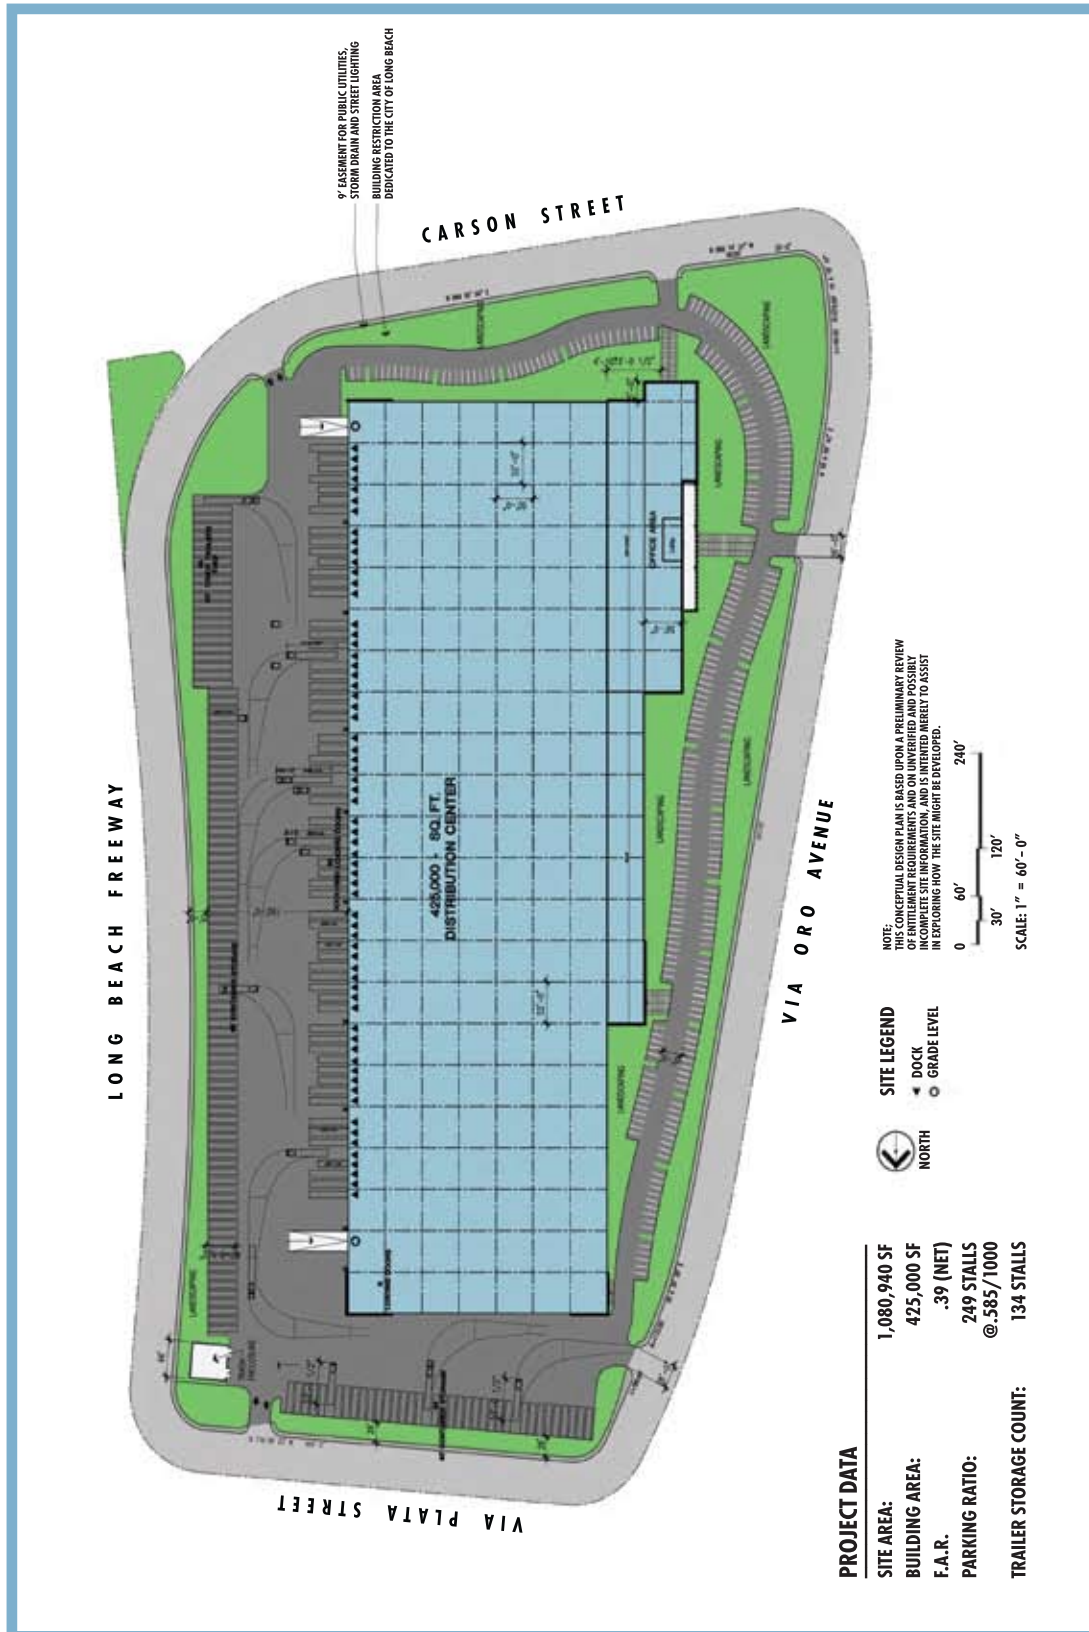 9' EASEMENT FOR PUBLIC UTILITIES,
STORM DRAIN AND STREET LIGHTING
BUILDING RESTRICTION AREA
DEDICATED TO THE CITY OF LONG BEACH
CARSON STREET
LONG BEACH FREEWAY
VIA ORO AVENUE
VIA PLATA STREET
425,000 - SQ.FT.
DISTRIBUTION CENTER
OFFICE AREA
LANDSCAPING
LANDSCAPING
LANDSCAPING
LANDSCAPING
LANDSCAPING
LANDSCAPING
LANDSCAPING
PROJECT DATA
SITE AREA: 1,080,940 SF
BUILDING AREA: 425,000 SF
F.A.R. .39 (NET)
PARKING RATIO: 249 STALLS
@.585/1000
TRAILER STORAGE COUNT: 134 STALLS
NORTH
SITE LEGEND
DOCK
GRADE LEVEL
NOTE:
THIS CONCEPTUAL DESIGN PLAN IS BASED UPON A PRELIMINARY REVIEW
OF ENTITLEMENT REQUIREMENTS AND ON UNVERIFIED AND POSSIBLY
INCOMPLETE SITE INFORMATION, AND IS INTENTED MERELY TO ASSIST
IN EXPLORING HOW THE SITE MIGHT BE DEVELOPED.
0 60' 240'
30' 120'
SCALE: 1" = 60' - 0"